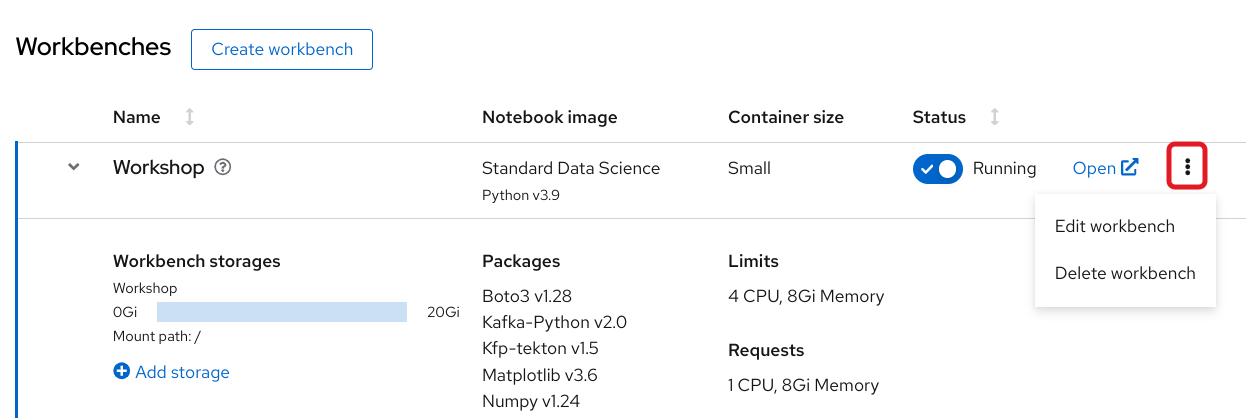 Workbenches Create workbench
Name Notebook image Container size Status
Workshop Standard Data Science Small Running Open
Python v3.9
Edit workbench
Delete workbench
Workbench storages Packages Limits
Workshop
0Gi 20Gi
Mount path: /
Add storage
Boto3 v1.28
Kafka-Python v2.0
Kfp-tekton v1.5
Matplotlib v3.6
Numpy v1.24
4 CPU, 8Gi Memory
Requests
1 CPU, 8Gi Memory